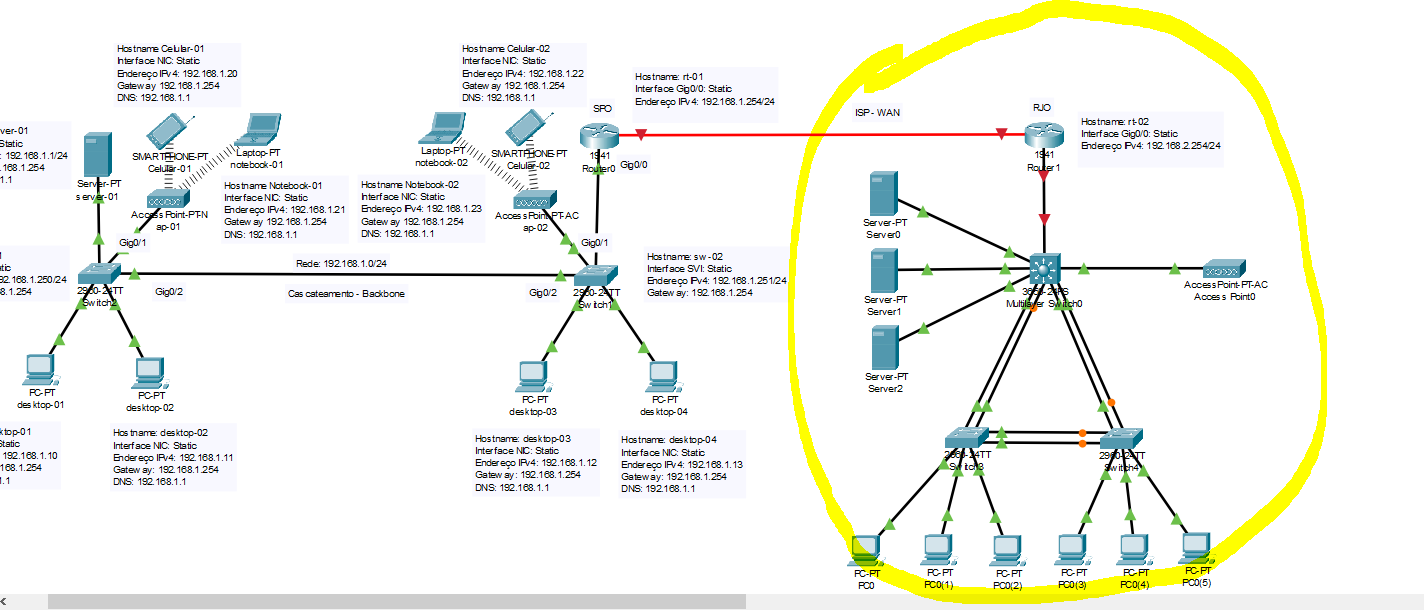 Hostname Celular-01
Interface NIC: Static
Endereço IPv4: 192.168.1.20
Gateway 192.168.1.254
DNS: 192.168.1.1
Hostname Celular-02
Interface NIC: Static
Endereço IPv4: 192.168.1.22
Gateway 192.168.1.254
DNS: 192.168.1.1
Hostname: rt-01
Interface Gig0/0: Static
Endereço IPv4: 192.168.1.254/24
SPO
1941
Router0
Gig0/0
ISP - WAN
RJO
1941
Router1
Hostname: rt-02
Interface Gig0/0: Static
Endereço IPv4: 192.168.2.254/24
ver-01
Static
: 192.168.1.1/24
.168.1.254
.1.1
Server-PT
server-01
SMARTPHONE-PT
Celular-01
Laptop-PT
notebook-01
Access Point-PT-N
ap-01
Hostname Notebook-01
Interface NIC: Static
Endereço IPv4: 192.168.1.21
Gateway 192.168.1.254
DNS: 192.168.1.1
Hostname Notebook-02
Interface NIC: Static
Endereço IPv4: 192.168.1.23
Gateway 192.168.1.254
DNS: 192.168.1.1
Laptop-PT
notebook-02
SMARTPHONE-PT
Celular-02
Access Point-PT-AC
ap-02
Gig0/1
Gig0/1
tic
92.168.1.250/24
.168.1.254
2960-24TT
Switch2
Gig0/2
Rede: 192.168.1.0/24
Cascateamento - Backbone
Gig0/2
2960-24TT
Switch1
Hostname: sw-02
Interface SVI: Static
Endereço IPv4: 192.168.1.251/24
Gateway: 192.168.1.254
Server-PT
Server0
Server-PT
Server1
Server-PT
Server2
Multilayer Switch0
AccessPoint-PT-AC
Access Point0
PC-PT
desktop-01
PC-PT
desktop-02
PC-PT
desktop-03
PC-PT
desktop-04
ktop-01
Static
192.168.1.10
.168.1.254
.1.1
Hostname: desktop-02
Interface NIC: Static
Endereço IPv4: 192.168.1.11
Gateway: 192.168.1.254
DNS: 192.168.1.1
Hostname: desktop-03
Interface NIC: Static
Endereço IPv4: 192.168.1.12
Gateway: 192.168.1.254
DNS: 192.168.1.1
Hostname: desktop-04
Interface NIC: Static
Endereço IPv4: 192.168.1.13
Gateway: 192.168.1.254
DNS: 192.168.1.1
2960-24TT
Switch3
2960-24TT
Switch4
PC-PT
PC0
PC-PT
PC0(1)
PC-PT
PC0(2)
PC-PT
PC0(3)
PC-PT
PC0(4)
PC-PT
PC0(5)